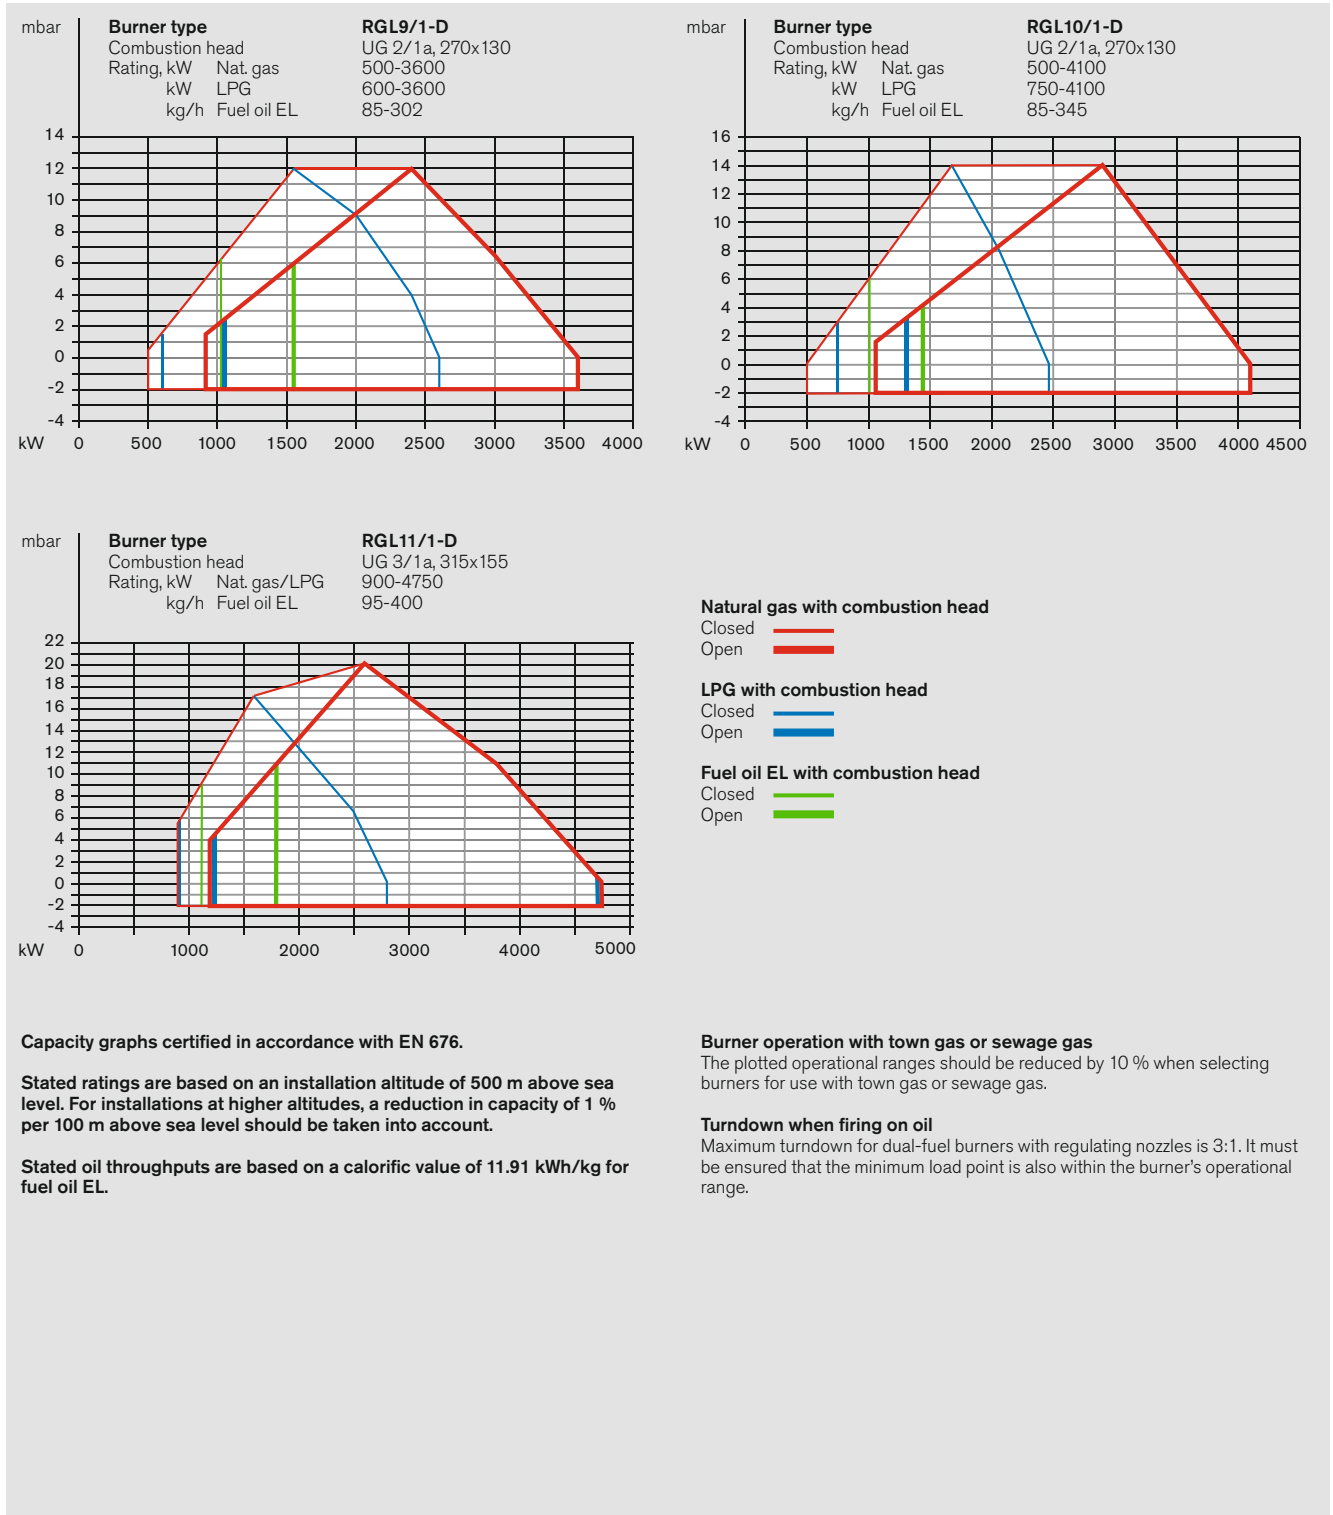 mbar
Burner type RGL9/1-D
Combustion head UG 2/1a, 270x130
Rating, kW Nat. gas 500-3600
kW LPG 600-3600
kg/h Fuel oil EL 85-302
14
12
10
8
6
4
2
0
-2
-4
kW 0 500 1000 1500 2000 2500 3000 3500 4000
mbar
Burner type RGL10/1-D
Combustion head UG 2/1a, 270x130
Rating, kW Nat. gas 500-4100
kW LPG 750-4100
kg/h Fuel oil EL 85-345
16
14
12
10
8
6
4
2
0
-2
-4
kW 0 500 1000 1500 2000 2500 3000 3500 4000 4500
mbar
Burner type RGL11/1-D
Combustion head UG 3/1a, 315x155
Rating, kW Nat. gas/LPG 900-4750
kg/h Fuel oil EL 95-400
22
20
18
16
14
12
10
8
6
4
2
0
-2
-4
kW 0 1000 2000 3000 4000 5000
Natural gas with combustion head
Closed
Open
LPG with combustion head
Closed
Open
Fuel oil EL with combustion head
Closed
Open
Capacity graphs certified in accordance with EN 676.
Stated ratings are based on an installation altitude of 500 m above sea
level. For installations at higher altitudes, a reduction in capacity of 1 %
per 100 m above sea level should be taken into account.
Stated oil throughputs are based on a calorific value of 11.91 kWh/kg for
fuel oil EL.
Burner operation with town gas or sewage gas
The plotted operational ranges should be reduced by 10 % when selecting
burners for use with town gas or sewage gas.
Turndown when firing on oil
Maximum turndown for dual-fuel burners with regulating nozzles is 3:1. It must
be ensured that the minimum load point is also within the burner's operational
range.